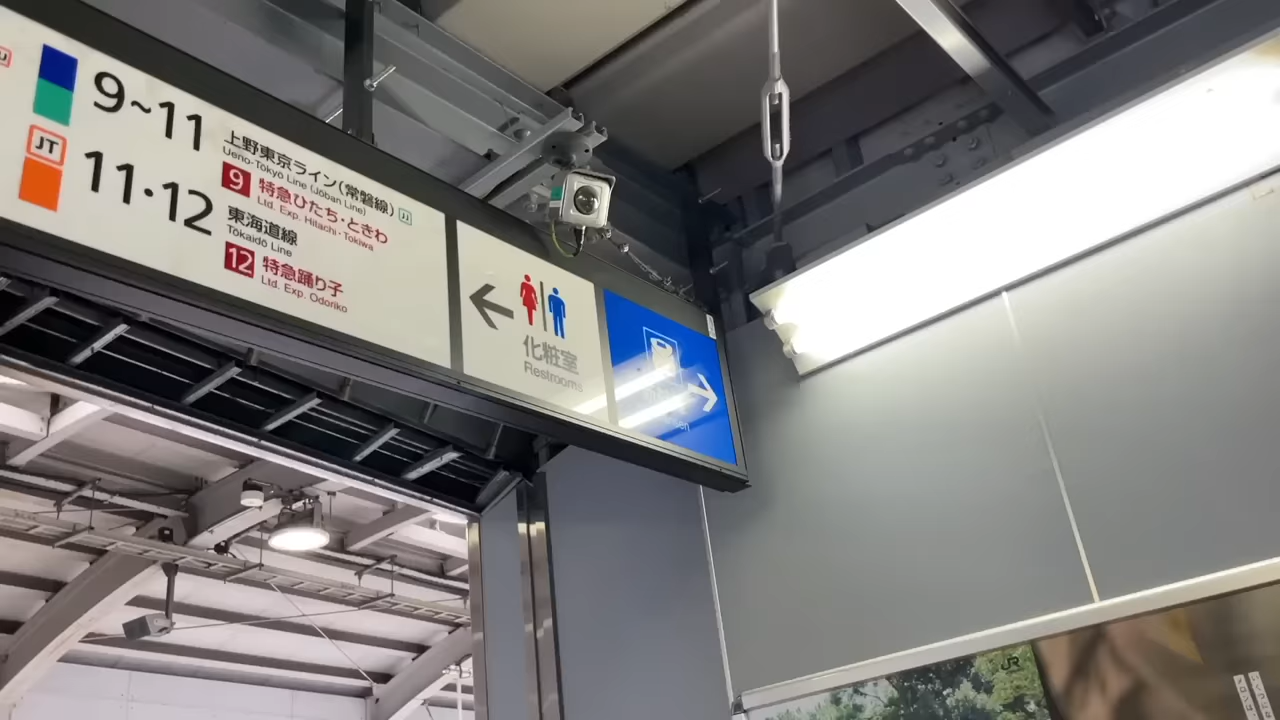 9~11
上野東京ライン(常磐線) JJ
Ueno-Tokyo Line (Jōban Line)
9 特急ひたち・ときわ
Ltd. Exp. Hitachi・Tokiwa
JT 11・12
東海道線
Tōkaidō Line
12 特急踊り子
Ltd. Exp. Odoriko
化粧室
Restrooms
JR